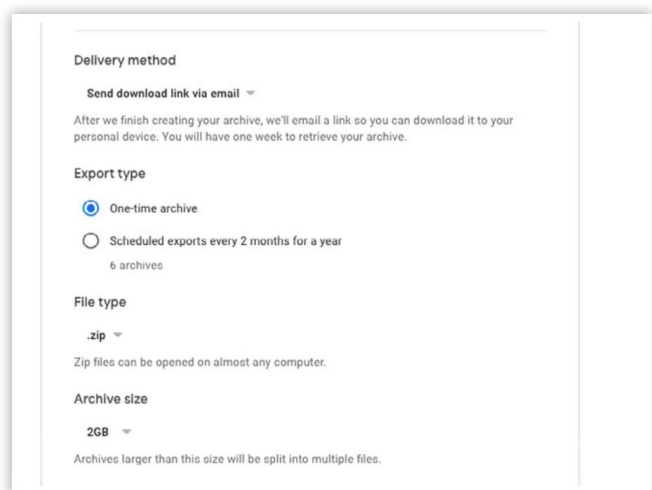 Delivery method
Send download link via email
After we finish creating your archive, we'll email a link so you can download it to your
personal device. You will have one week to retrieve your archive.
Export type
One-time archive
Scheduled exports every 2 months for a year
6 archives
File type
.zip
Zip files can be opened on almost any computer.
Archive size
2GB
Archives larger than this size will be split into multiple files.